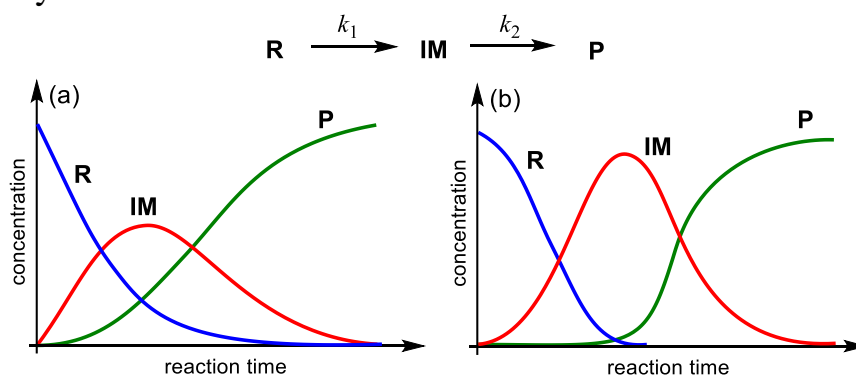 k1 k2
R IM P
(a) R IM P
concentration
reaction time
(b) R IM P
concentration
reaction time